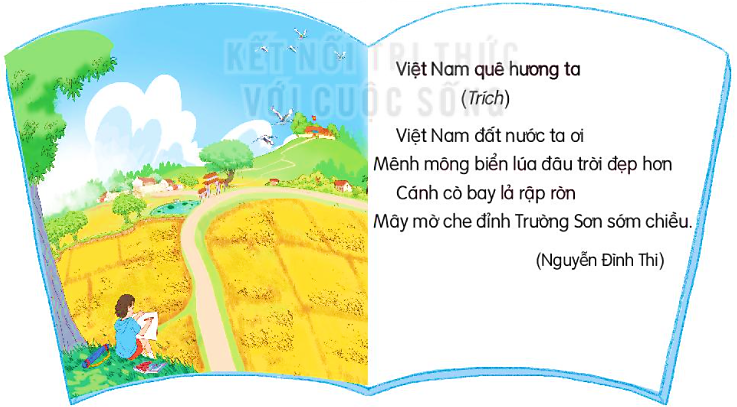 KẾT NỐI TRI THỨC
VỚI CUỘC SỐNG
Việt Nam quê hương ta
(Trích)
Việt Nam đất nước ta ơi
Mênh mông biển lúa đâu trời đẹp hơn
Cánh cò bay lả rập rờn
Mây mờ che đỉnh Trường Sơn sớm chiều.
(Nguyễn Đình Thi)